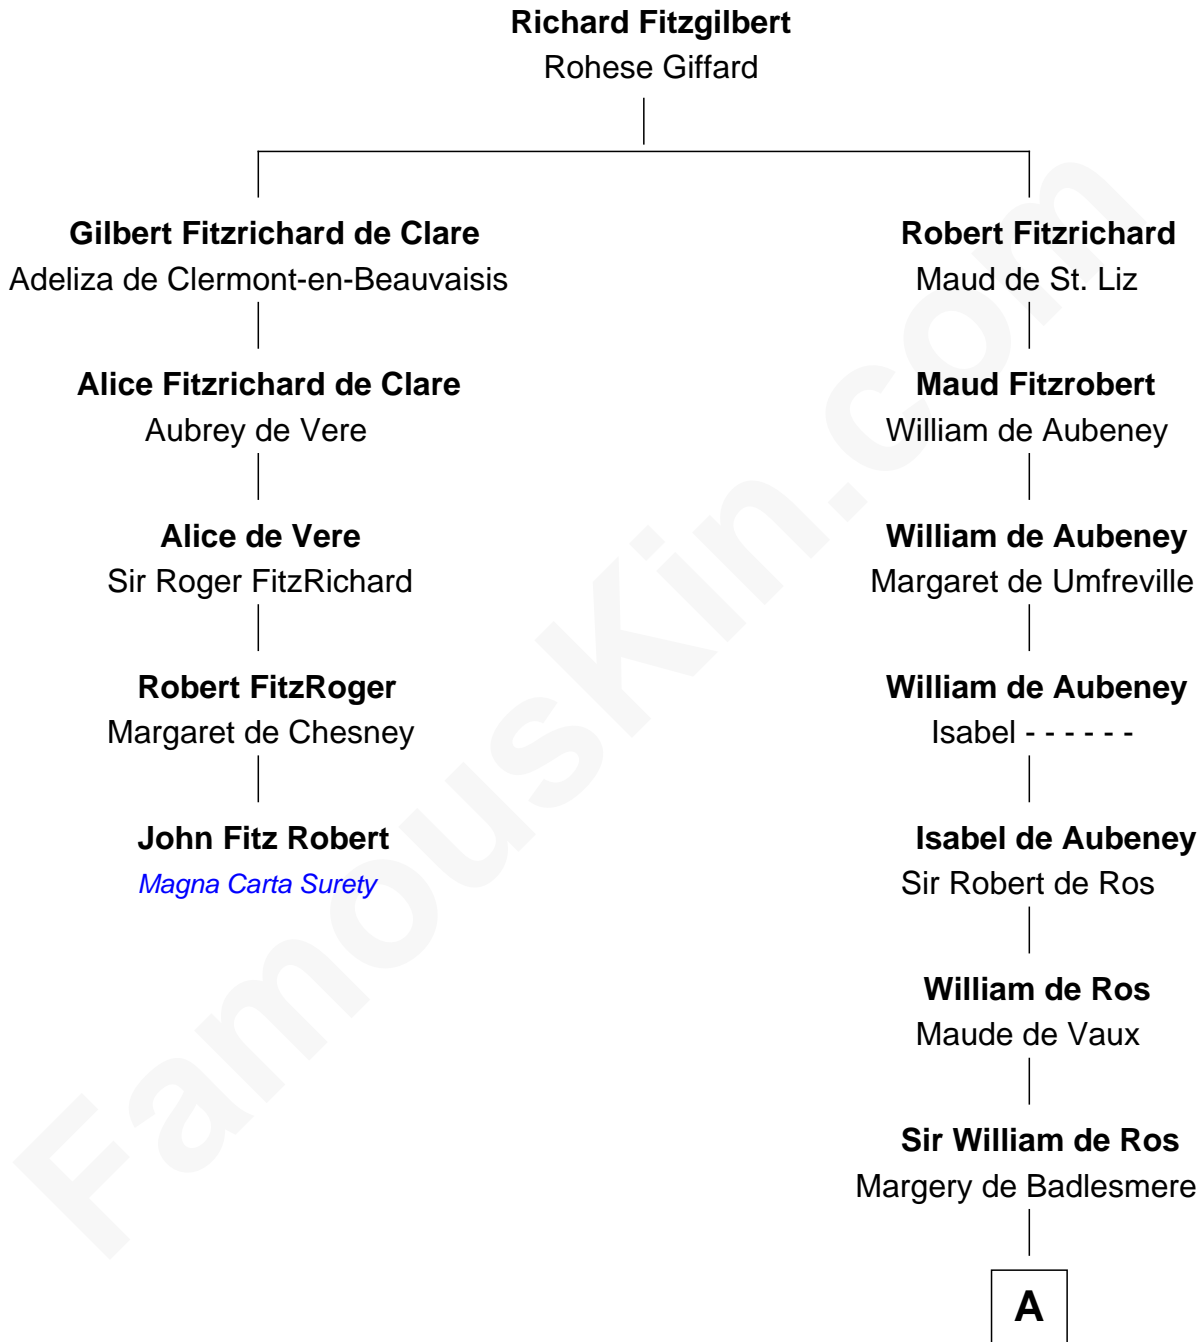 Richard Fitzgilbert
Rohese Giffard
Gilbert Fitzrichard de Clare
Adeliza de Clermont-en-Beauvaisis
Alice Fitzrichard de Clare
Aubrey de Vere
Alice de Vere
Sir Roger FitzRichard
Robert FitzRoger
Margaret de Chesney
John Fitz Robert
Magna Carta Surety
Robert Fitzrichard
Maud de St. Liz
Maud Fitzrobert
William de Aubeney
William de Aubeney
Margaret de Umfreville
William de Aubeney
Isabel - - - - - -
Isabel de Aubeney
Sir Robert de Ros
William de Ros
Maude de Vaux
Sir William de Ros
Margery de Badlesmere
A
FamousKin.com